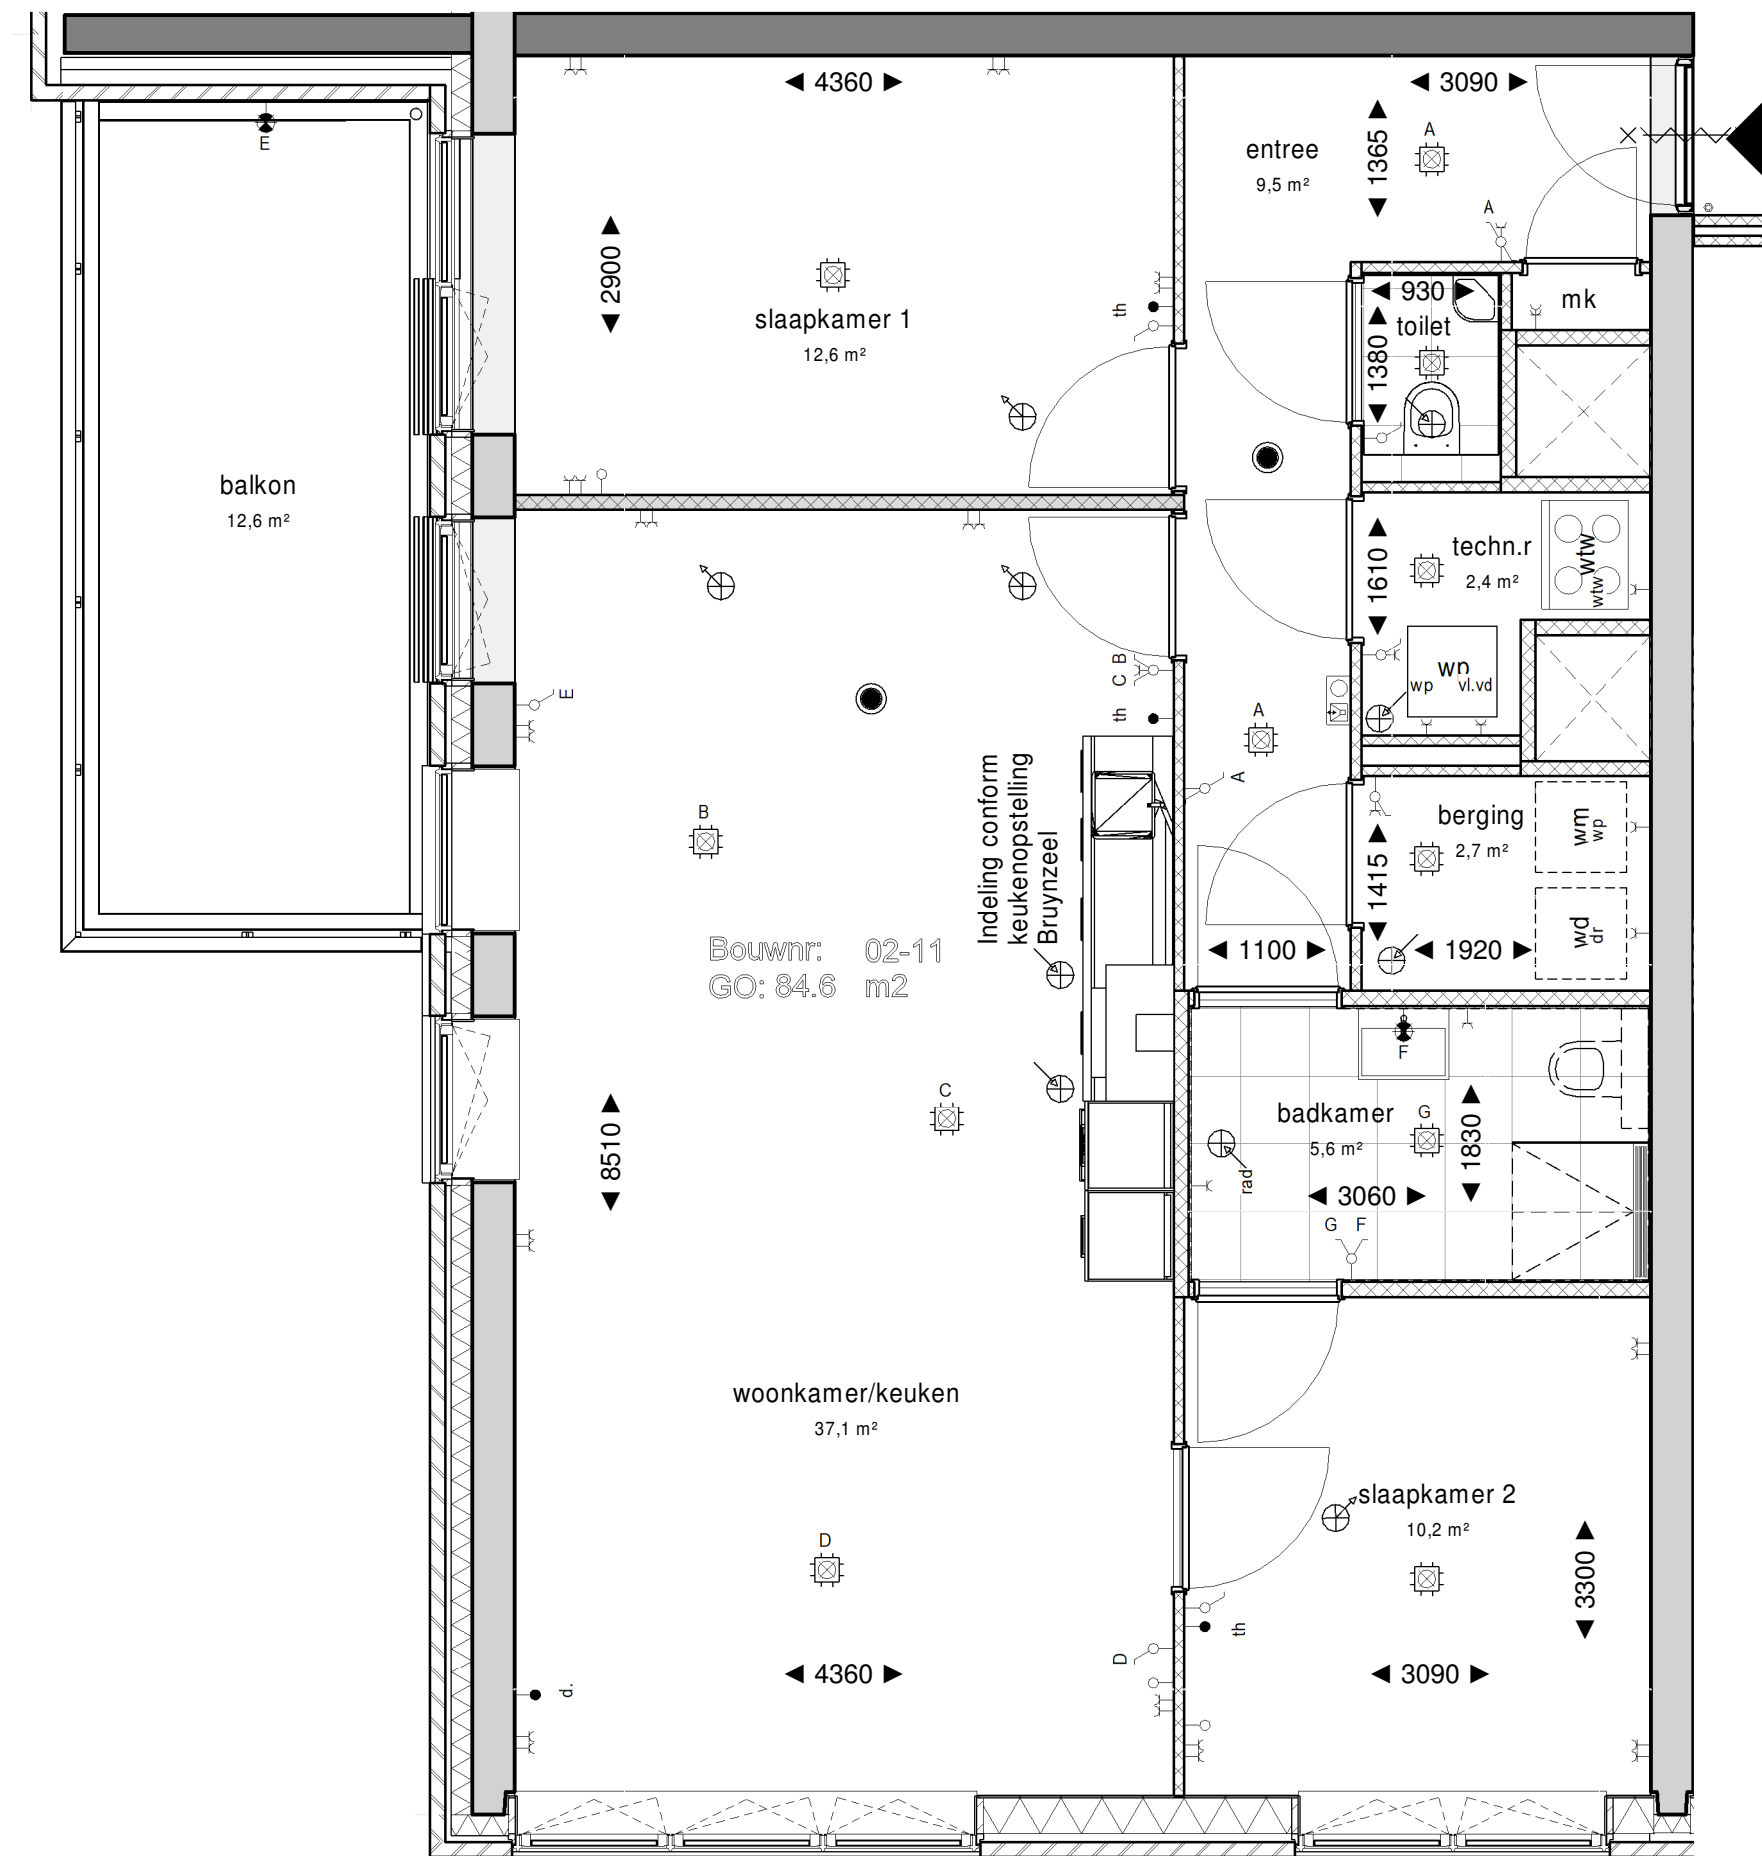 4360
3090
E
entree
9,5 m²
1365
A
A
2900
slaapkamer 1
12,6 m²
th
930
toilet
1380
mk
balkon
12,6 m²
techn.r
2,4 m²
1610
wtw
wtw
wp
wp
vl.vd
E
C B
th
A
A
B
Indeling conform
keukenopstelling
Bruynzeel
berging
2,7 m²
1415
wm
wp
wd
dr
1100
1920
Bouwnr: 02-11
GO: 84.6 m2
F
C
badkamer
5,6 m²
G
1830
8510
rad
3060
G F
woonkamer/keuken
37,1 m²
slaapkamer 2
10,2 m²
D
3300
th
D
4360
3090
d.